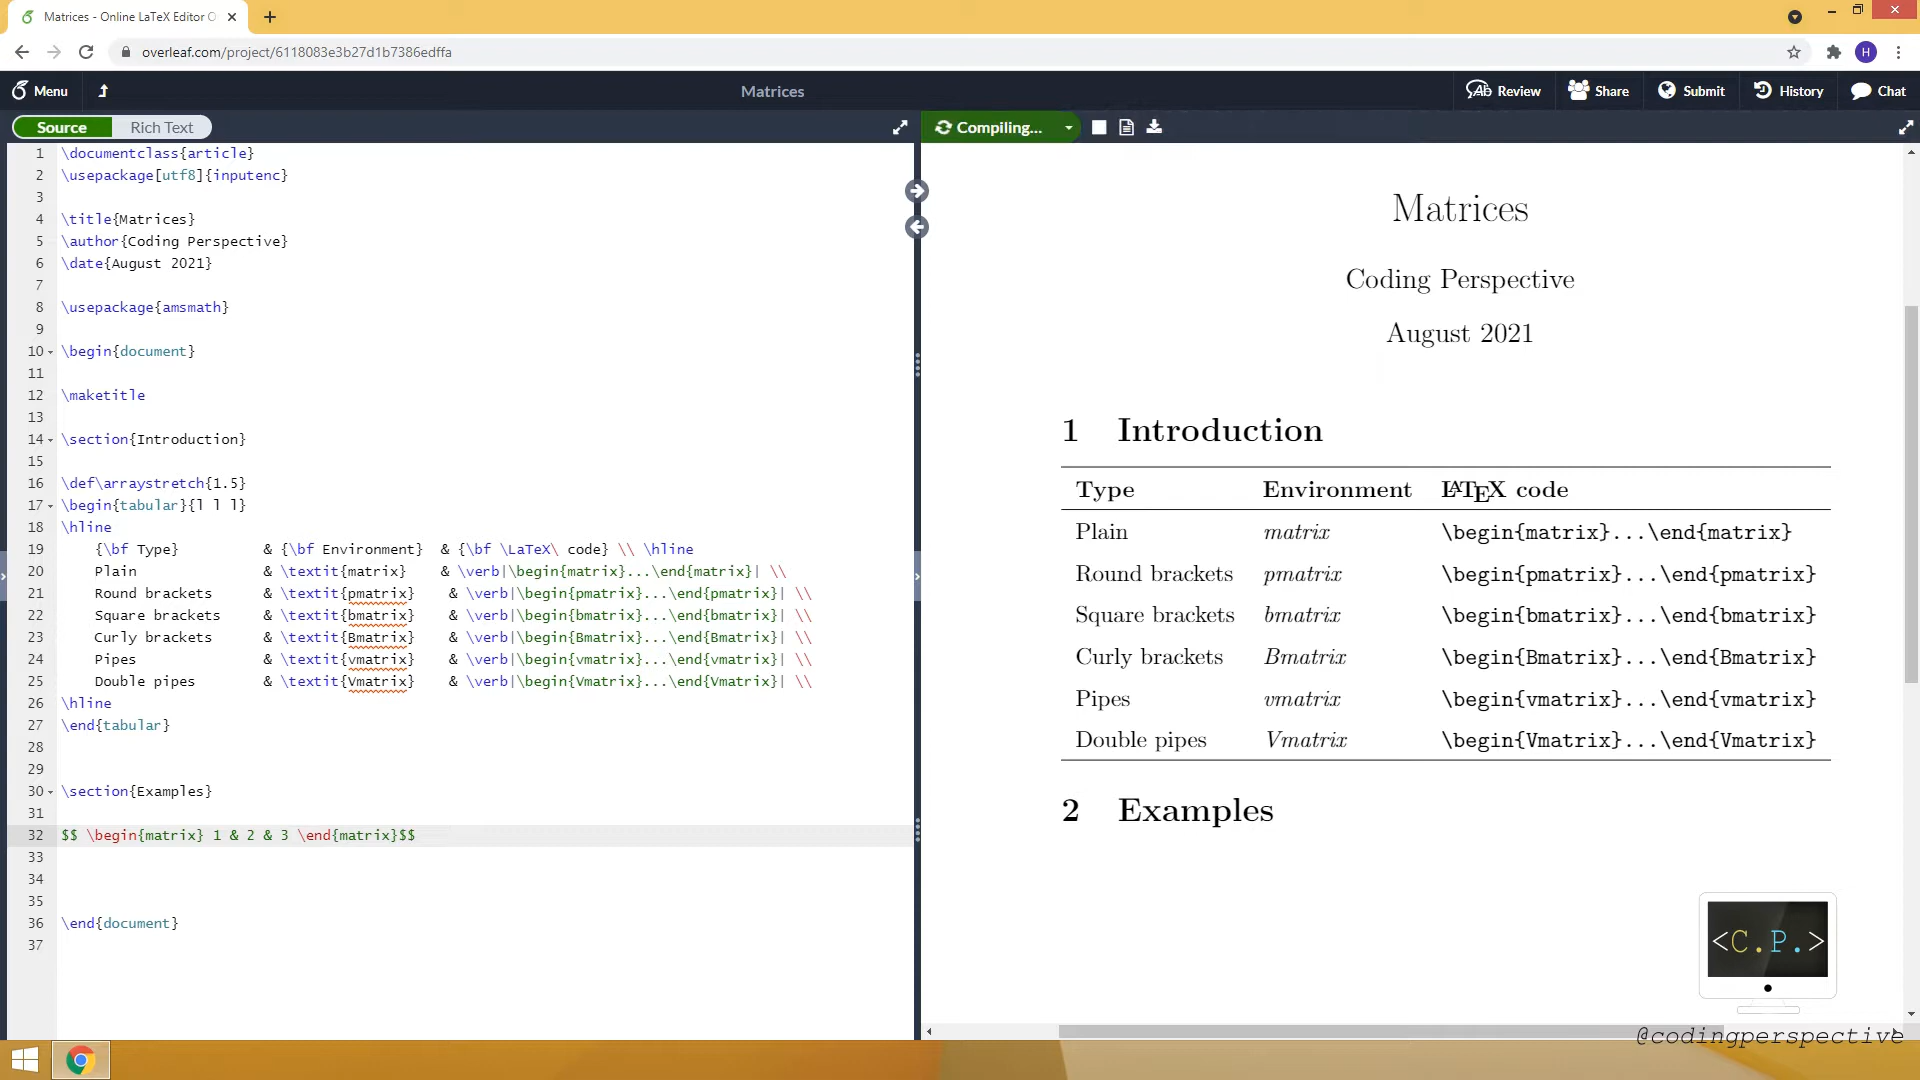 Matrices - Online LaTeX Editor O
overleaf.com/project/6118083e3b27d1b7386edffa
H
Menu
Matrices
Review
Share
Submit
History
Chat
Source
Rich Text
Compiling...
1 \documentclass{article}
2 \usepackage[utf8]{inputenc}
3
4 \title{Matrices}
5 \author{Coding Perspective}
6 \date{August 2021}
7
8 \usepackage{amsmath}
9
10 \begin{document}
11
12 \maketitle
13
14 \section{Introduction}
15
16 \def\arraystretch{1.5}
17 \begin{tabular}{l l l}
18 \hline
19 {\bf Type} & {\bf Environment} & {\bf \LaTeX\ code} \\ \hline
20 Plain & \textit{matrix} & \verb|\begin{matrix}...\end{matrix}| \\
21 Round brackets & \textit{pmatrix} & \verb|\begin{pmatrix}...\end{pmatrix}| \\
22 Square brackets & \textit{bmatrix} & \verb|\begin{bmatrix}...\end{bmatrix}| \\
23 Curly brackets & \textit{Bmatrix} & \verb|\begin{Bmatrix}...\end{Bmatrix}| \\
24 Pipes & \textit{vmatrix} & \verb|\begin{vmatrix}...\end{vmatrix}| \\
25 Double pipes & \textit{Vmatrix} & \verb|\begin{Vmatrix}...\end{Vmatrix}| \\
26 \hline
27 \end{tabular}
28
29
30 \section{Examples}
31
32 $$ \begin{matrix} 1 & 2 & 3 \end{matrix}$$
33
34
35
36 \end{document}
37
Matrices
Coding Perspective
August 2021
1 Introduction
Type Environment LATEX code
Plain matrix \begin{matrix}...\end{matrix}
Round brackets pmatrix \begin{pmatrix}...\end{pmatrix}
Square brackets bmatrix \begin{bmatrix}...\end{bmatrix}
Curly brackets Bmatrix \begin{Bmatrix}...\end{Bmatrix}
Pipes vmatrix \begin{vmatrix}...\end{vmatrix}
Double pipes Vmatrix \begin{Vmatrix}...\end{Vmatrix}
2 Examples
<C.P.>
@codingperspective